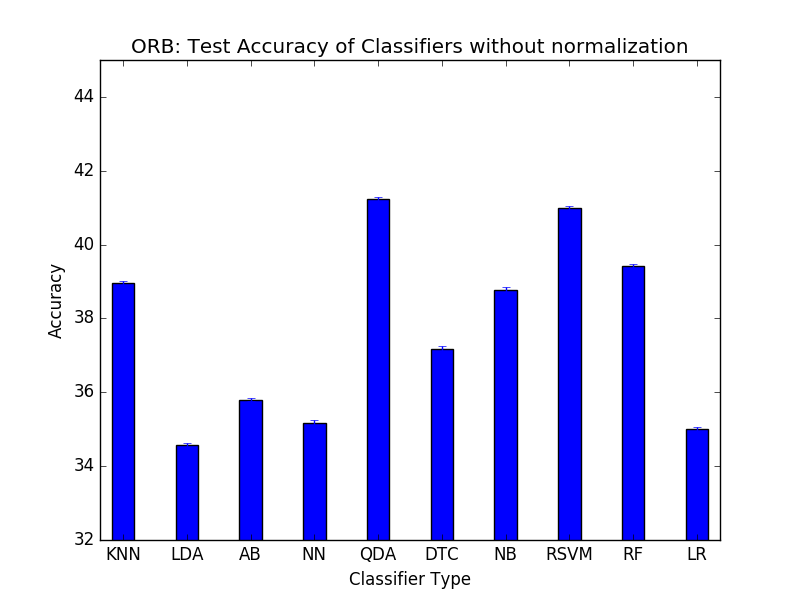 ORB: Test Accuracy of Classifiers without normalization
44
42
40
38
36
34
32
Accuracy
KNN LDA AB NN QDA DTC NB RSVM RF LR
Classifier Type